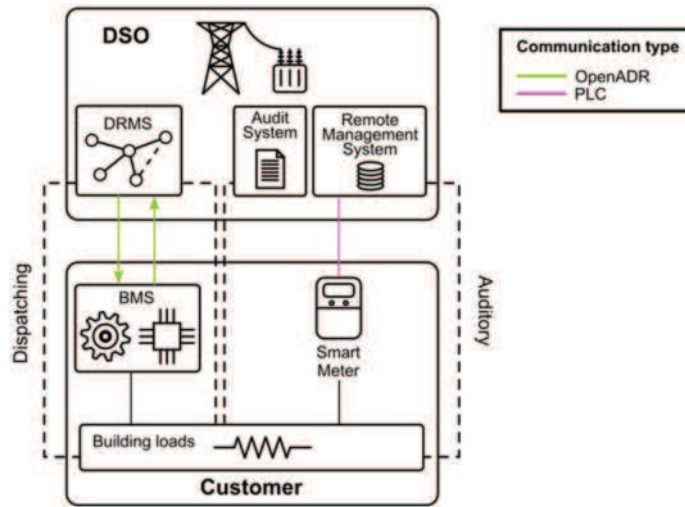 DSO
DRMS
Audit
System
Remote
Management
System
Communication type
OpenADR
PLC
Dispatching
Auditory
BMS
Smart
Meter
Building loads
Customer